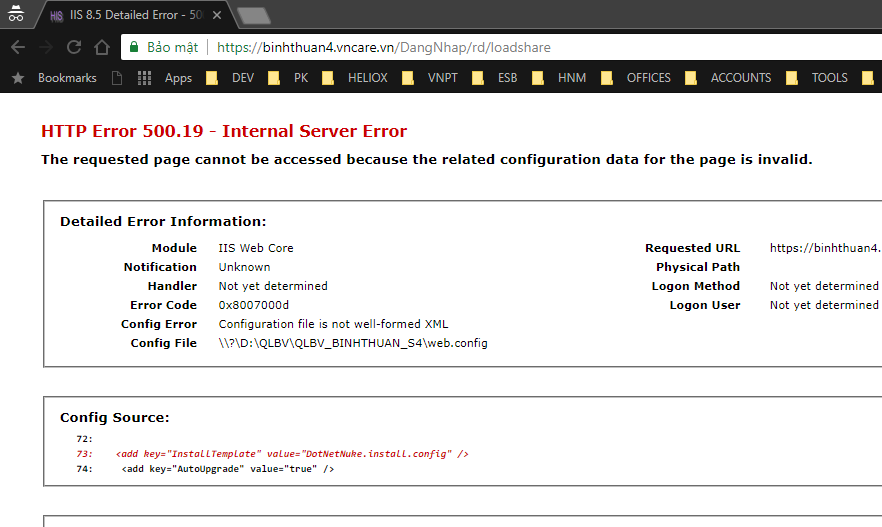 IIS 8.5 Detailed Error - 50
Bảo mật https://binhthuan4.vncare.vn/DangNhap/rd/loadshare
Bookmarks Apps DEV PK HELIOX VNPT ESB HNM OFFICES ACCOUNTS TOOLS
HTTP Error 500.19 - Internal Server Error
The requested page cannot be accessed because the related configuration data for the page is invalid.
Detailed Error Information:
Module IIS Web Core Requested URL https://binhthuan4.
Notification Unknown Physical Path
Handler Not yet determined Logon Method Not yet determined
Error Code 0x8007000d Logon User Not yet determined
Config Error Configuration file is not well-formed XML
Config File \\?\D:\QLBV\QLBV_BINHTHUAN_S4\web.config
Config Source:
72:
73: <add key="InstallTemplate" value="DotNetNuke.install.config" />
74: <add key="AutoUpgrade" value="true" />